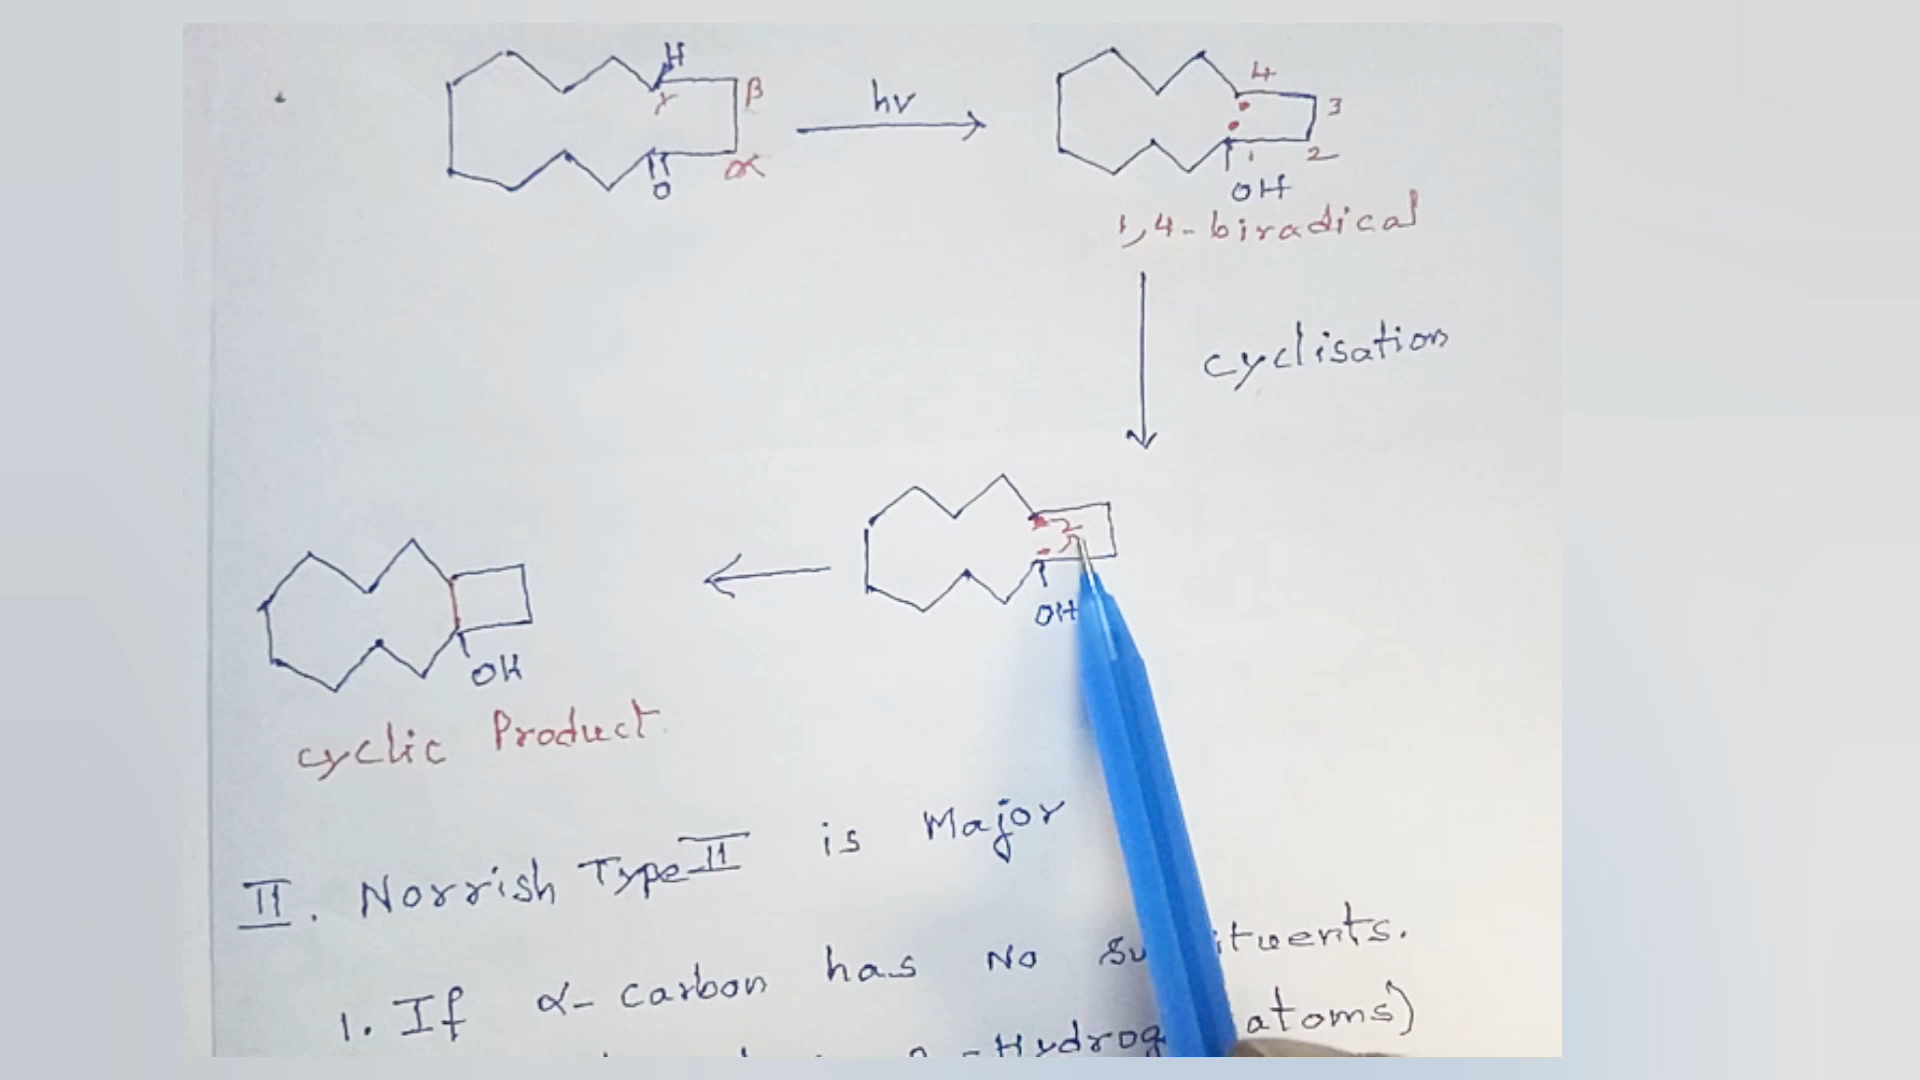 H
γ β
hν
4
3
α
O
1 2
OH
1,4-biradical
cyclisation
OH
OH
cyclic Product
II. Norrish Type II is Major
1. If α-carbon has No
atoms)